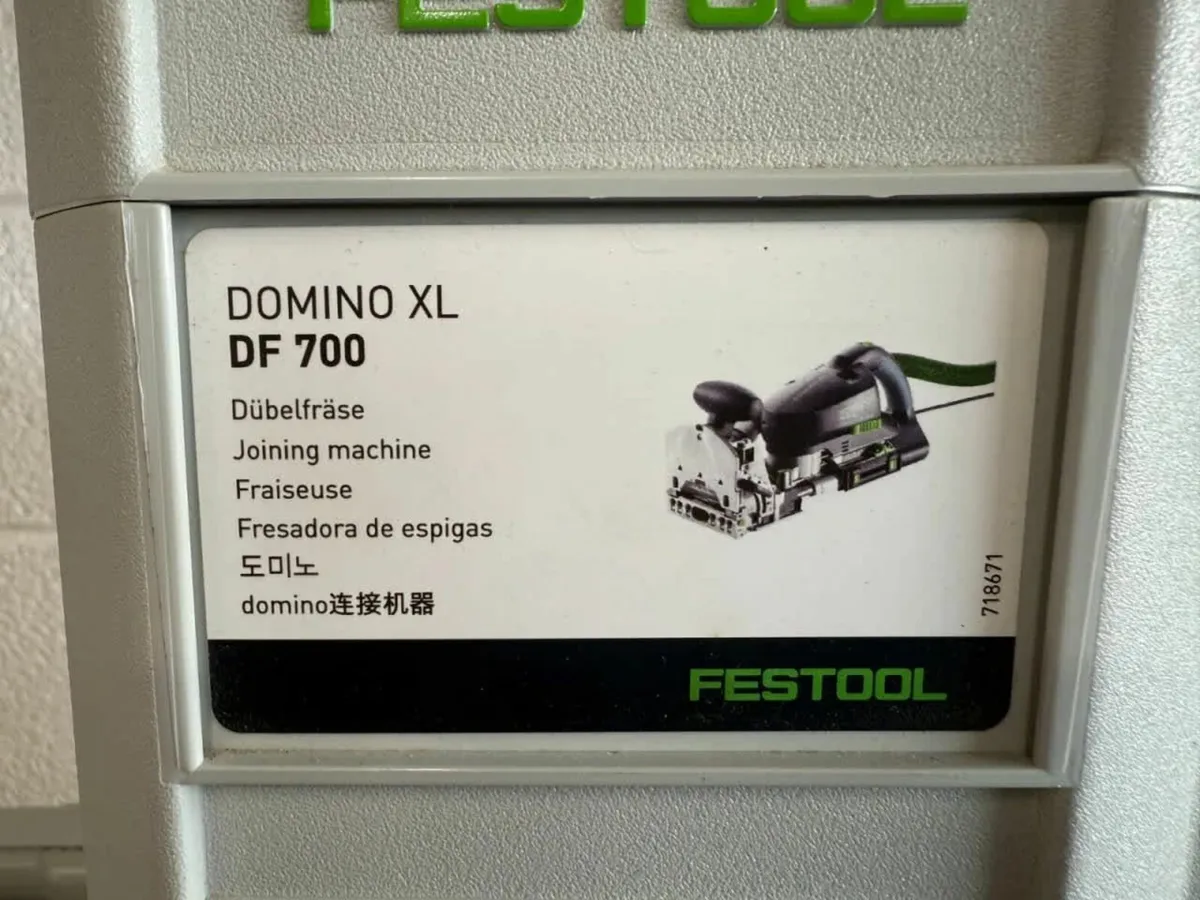 FESTOOL
DOMINO XL
DF 700
Dübelfräse
Joining machine
Fraiseuse
Fresadora de espigas
도미노
domino连接机器
718671
FESTOOL